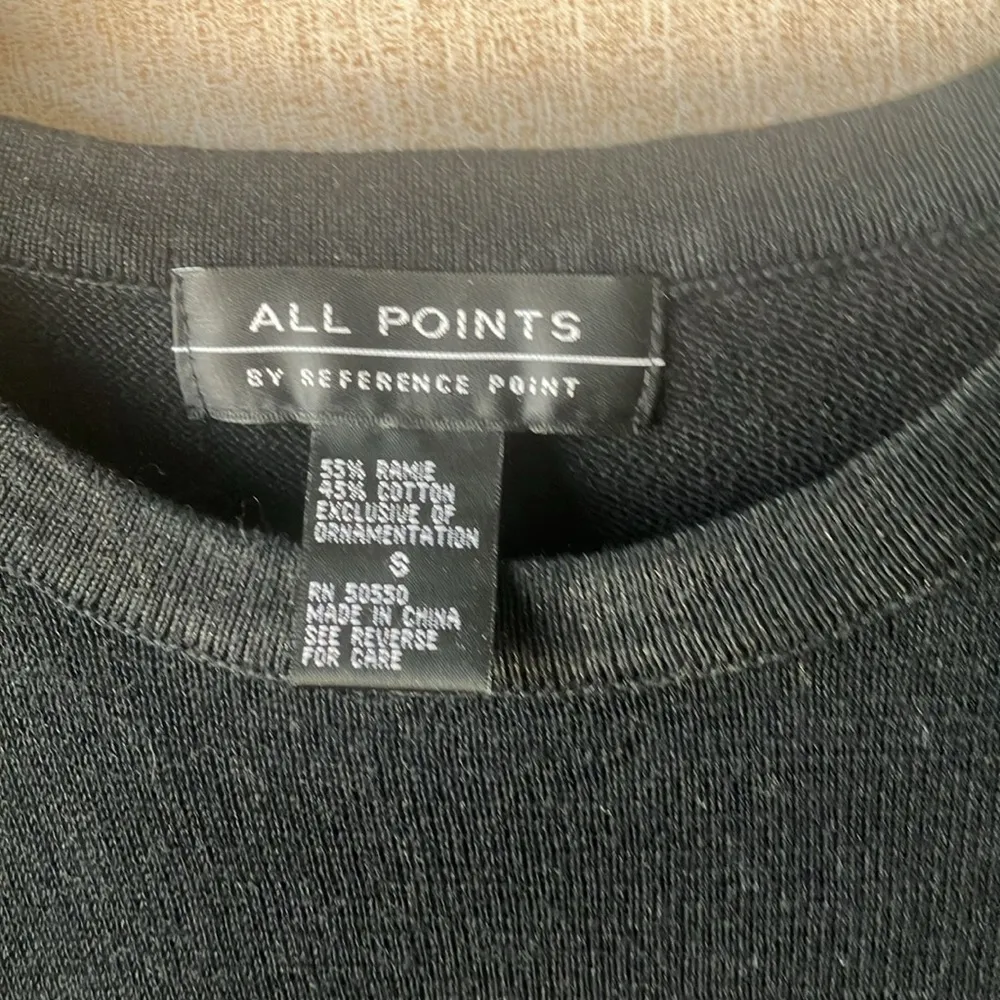 ALL POINTS
BY REFERENCE POINT
55% RAMIE
45% COTTON
EXCLUSIVE OF
ORNAMENTATION
S
RN 50550
MADE IN CHINA
SEE REVERSE
FOR CARE